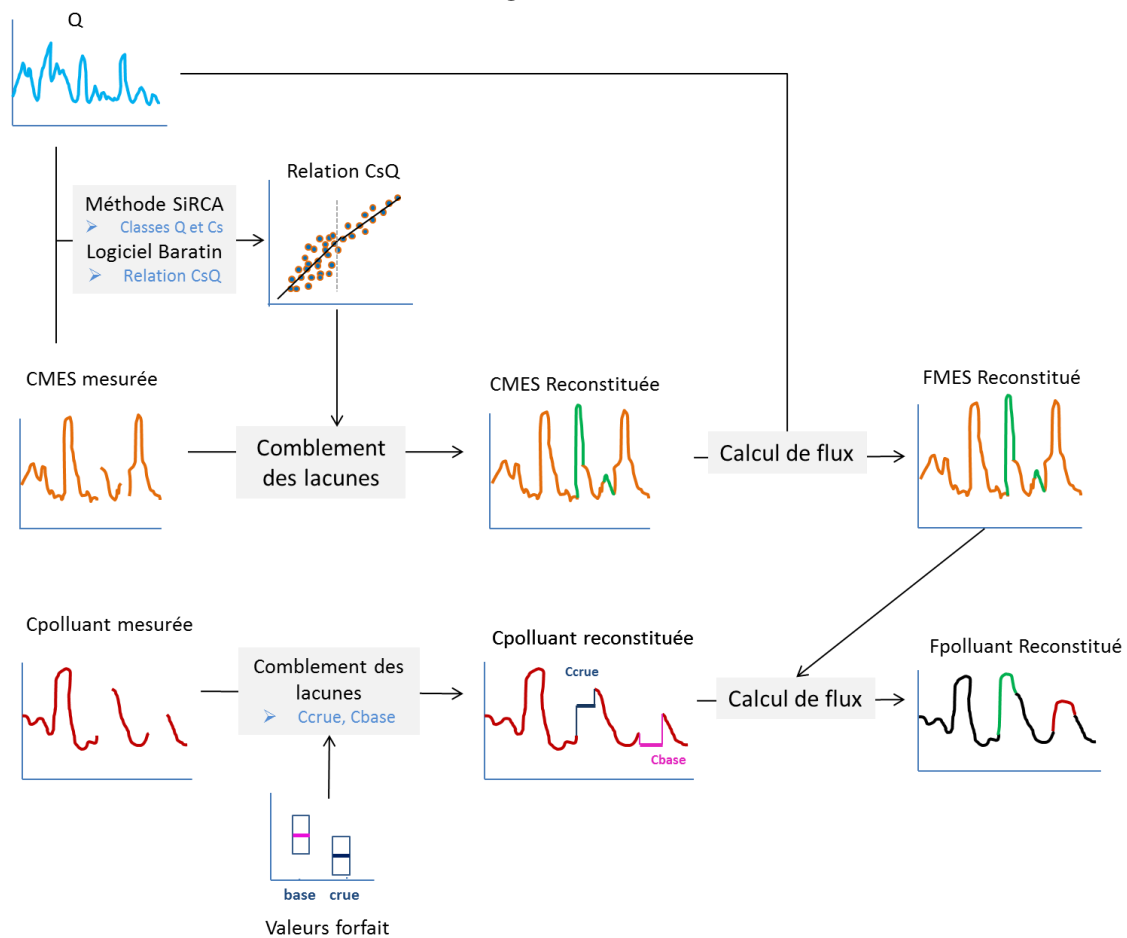 Q
Relation CsQ
Méthode SiRCA
➢ Classes Q et Cs
Logiciel Baratin
➢ Relation CsQ
CMES mesurée
CMES Reconstituée
FMES Reconstitué
Comblement
des lacunes
Calcul de flux
Cpolluant mesurée
Cpolluant reconstituée
Fpolluant Reconstitué
Comblement des
lacunes
➢ Ccrue, Cbase
Ccrue
Cbase
Calcul de flux
base crue
Valeurs forfait